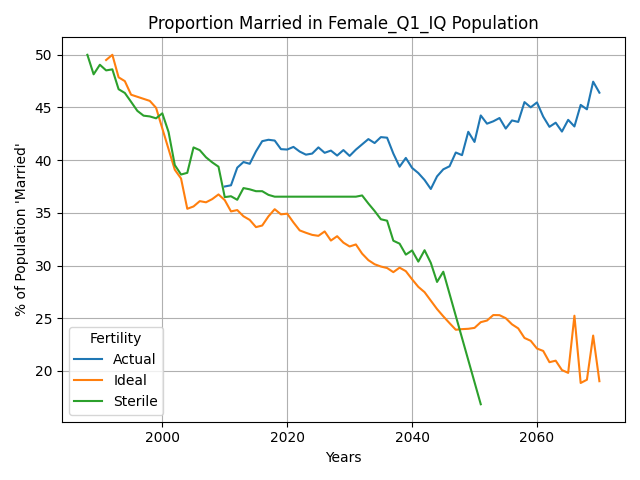 Proportion Married in Female_Q1_IQ Population
% of Population 'Married'
50
45
40
35
30
25
20
Fertility
Actual
Ideal
Sterile
2000 2020 2040 2060
Years